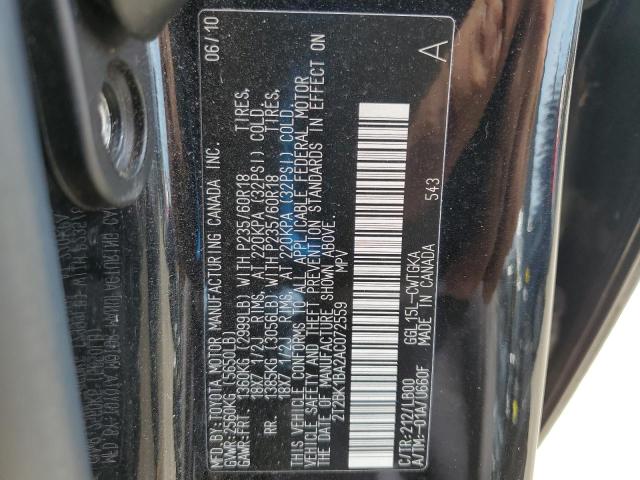 MFD.BY:TOYOTA MOTOR MANUFACTURING CANADA INC. 06/10
GVWR:2520KG (5550LB)
GAWR:FR 1360KG (2998LB) WITH P235/60R18 TIRES,
18X7 1/2J RIMS, AT 220KPA (32PSI) COLD.
RR 1385KG (3056LB) WITH P235/60R18 TIRES,
18X7 1/2J RIMS, AT 220KPA (32PSI) COLD.
THIS VEHICLE CONFORMS TO ALL APPLICABLE FEDERAL MOTOR
VEHICLE SAFETY AND THEFT PREVENTION STANDARDS IN EFFECT ON
THE DATE OF MANUFACTURE SHOWN ABOVE.
2T2BK1BA2AC072559 MPV
A
C/TR:212/LB00 GGL15L-CWTGKA
A/TM:-01A/U660F MADE IN CANADA 543